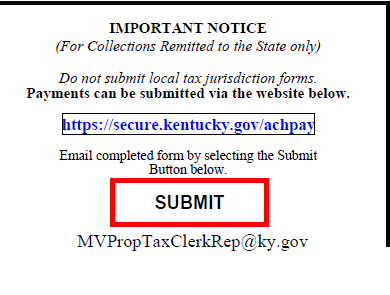 IMPORTANT NOTICE
(For Collections Remitted to the State only)
Do not submit local tax jurisdiction forms.
Payments can be submitted via the website below.
https://secure.kentucky.gov/achpay
Email completed form by selecting the Submit
Button below.
SUBMIT
MVPropTaxClerkRep@ky.gov